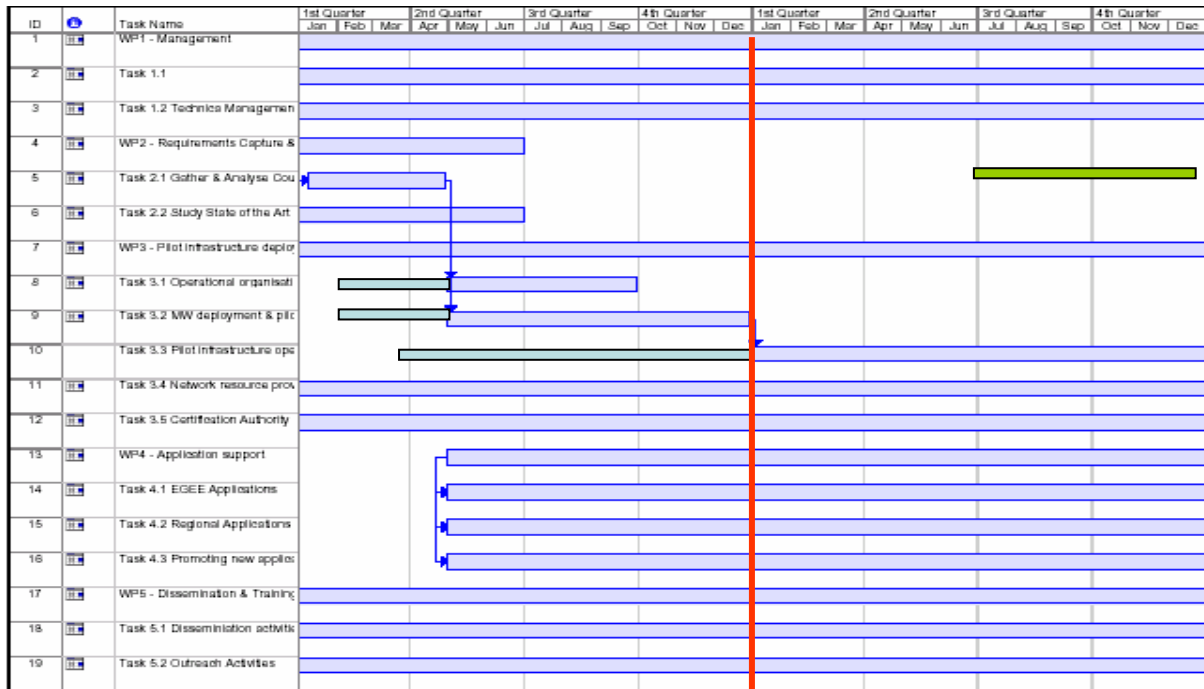 ID Task Name 1st Quarter 2nd Quarter 3rd Quarter 4th Quarter 1st Quarter 2nd Quarter 3rd Quarter 4th Quarter
Jan Feb Mar Apr May Jun Jul Aug Sep Oct Nov Dec Jan Feb Mar Apr May Jun Jul Aug Sep Oct Nov Dec
1 WP1 - Management
2 Task 1.1
3 Task 1.2 Technica Managemen
4 WP2 - Requirements Capture &
5 Task 2.1 Gather & Analyse Cou
6 Task 2.2 Study State of the Art
7 WP3 - Pilot infrastructure deploy
8 Task 3.1 Operational organisati
9 Task 3.2 MW deployment & pilo
10 Task 3.3 Pilot infrastructure ope
11 Task 3.4 Network resource prov
12 Task 3.5 Certification Authority
13 WP4 - Application support
14 Task 4.1 EGEE Applications
15 Task 4.2 Regional Applications
16 Task 4.3 Promoting new applic
17 WP5 - Dissemination & Training
18 Task 5.1 Disseminiation activitie
19 Task 5.2 Outreach Activities